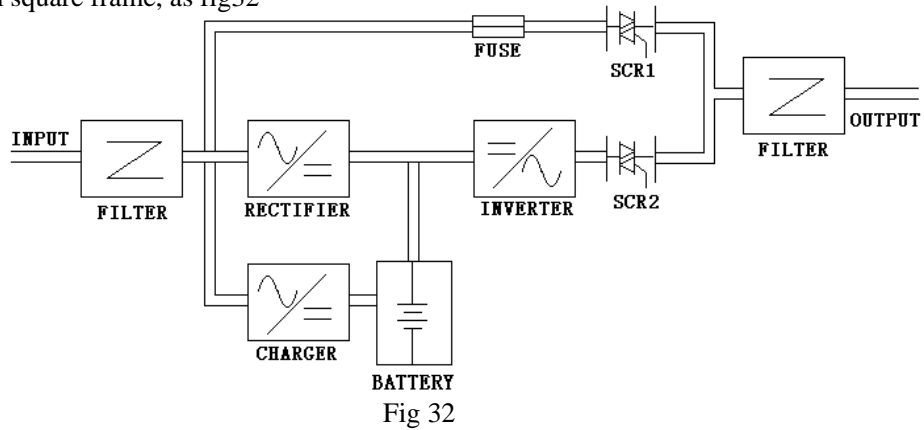 square frame, as fig32
FUSE
SCR1
INPUT
OUTPUT
FILTER
FILTER
RECTIFIER
INVERTER
SCR2
CHARGER
BATTERY
Fig 32